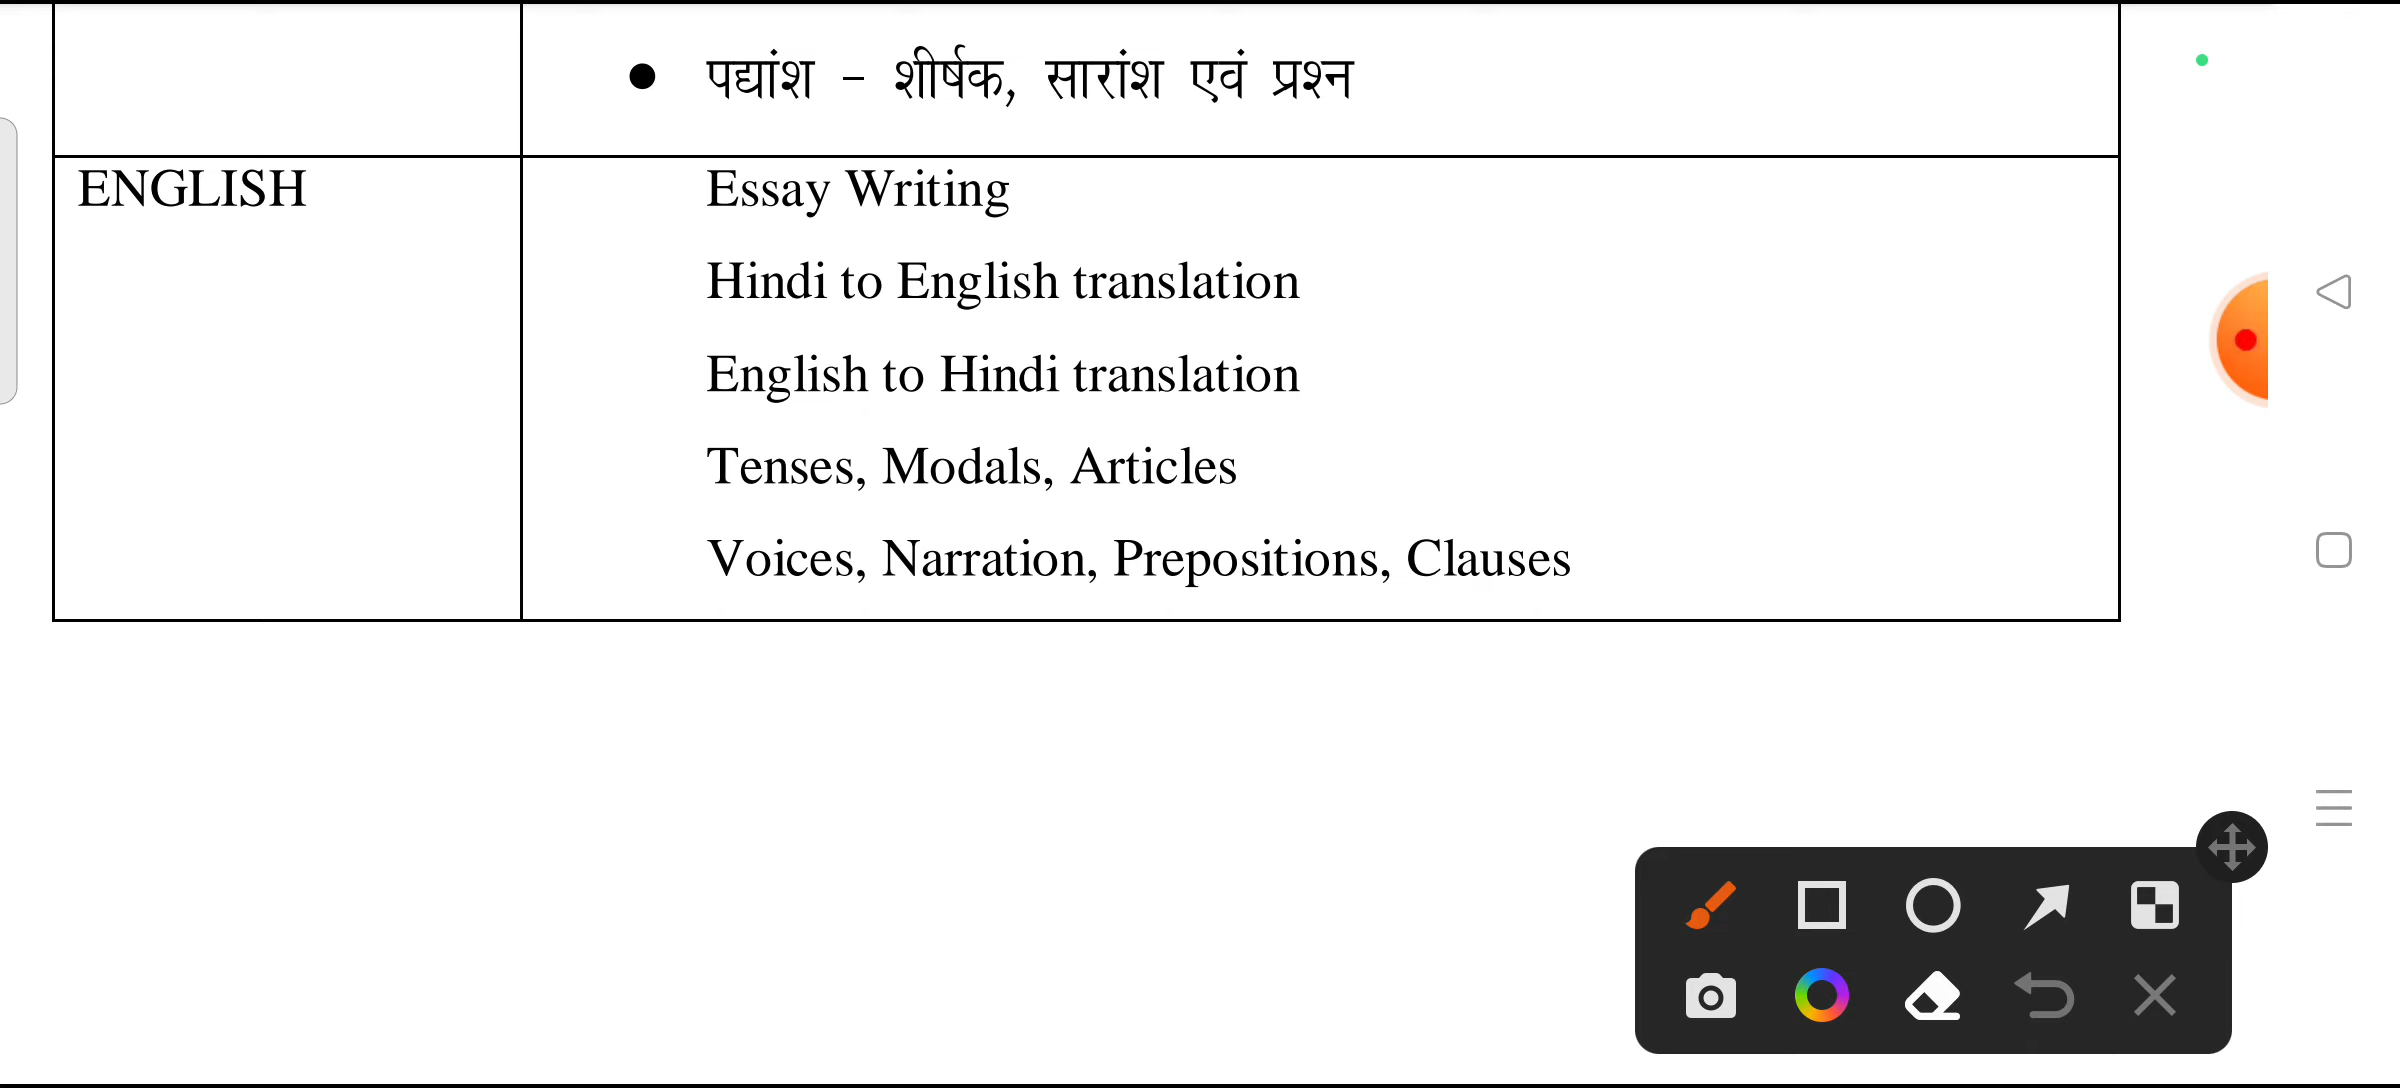 ● पद्यांश – शीर्षक, सारांश एवं प्रश्न
ENGLISH
Essay Writing
Hindi to English translation
English to Hindi translation
Tenses, Modals, Articles
Voices, Narration, Prepositions, Clauses